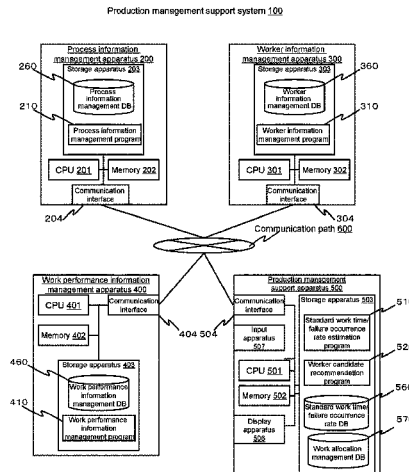 Production management support system 100
Process information
management apparatus 200
Storage apparatus 203
260
Process
information
management DB
210
Process information
management program
CPU 201
Memory 202
Communication
interface
204
Worker information
management apparatus 300
Storage apparatus 303
360
Worker
information
management DB
310
Worker information
management program
CPU 301
Memory 302
Communication
interface
304
Communication path 600
Work performance information
management apparatus 400
CPU 401
Communication
interface
404
Memory 402
Storage apparatus 403
460
Work performance
information
management DB
410
Work performance
information
management program
Production management
support apparatus 500
Communication
interface
504
Input
apparatus
507
CPU 501
Memory 502
Display
apparatus
506
Storage apparatus 503
510
Standard work time/
failure occurrence
rate estimation
program
520
Worker candidate
recommendation
program
560
Standard work time/
failure occurrence
rate DB
570
Work allocation
management DB